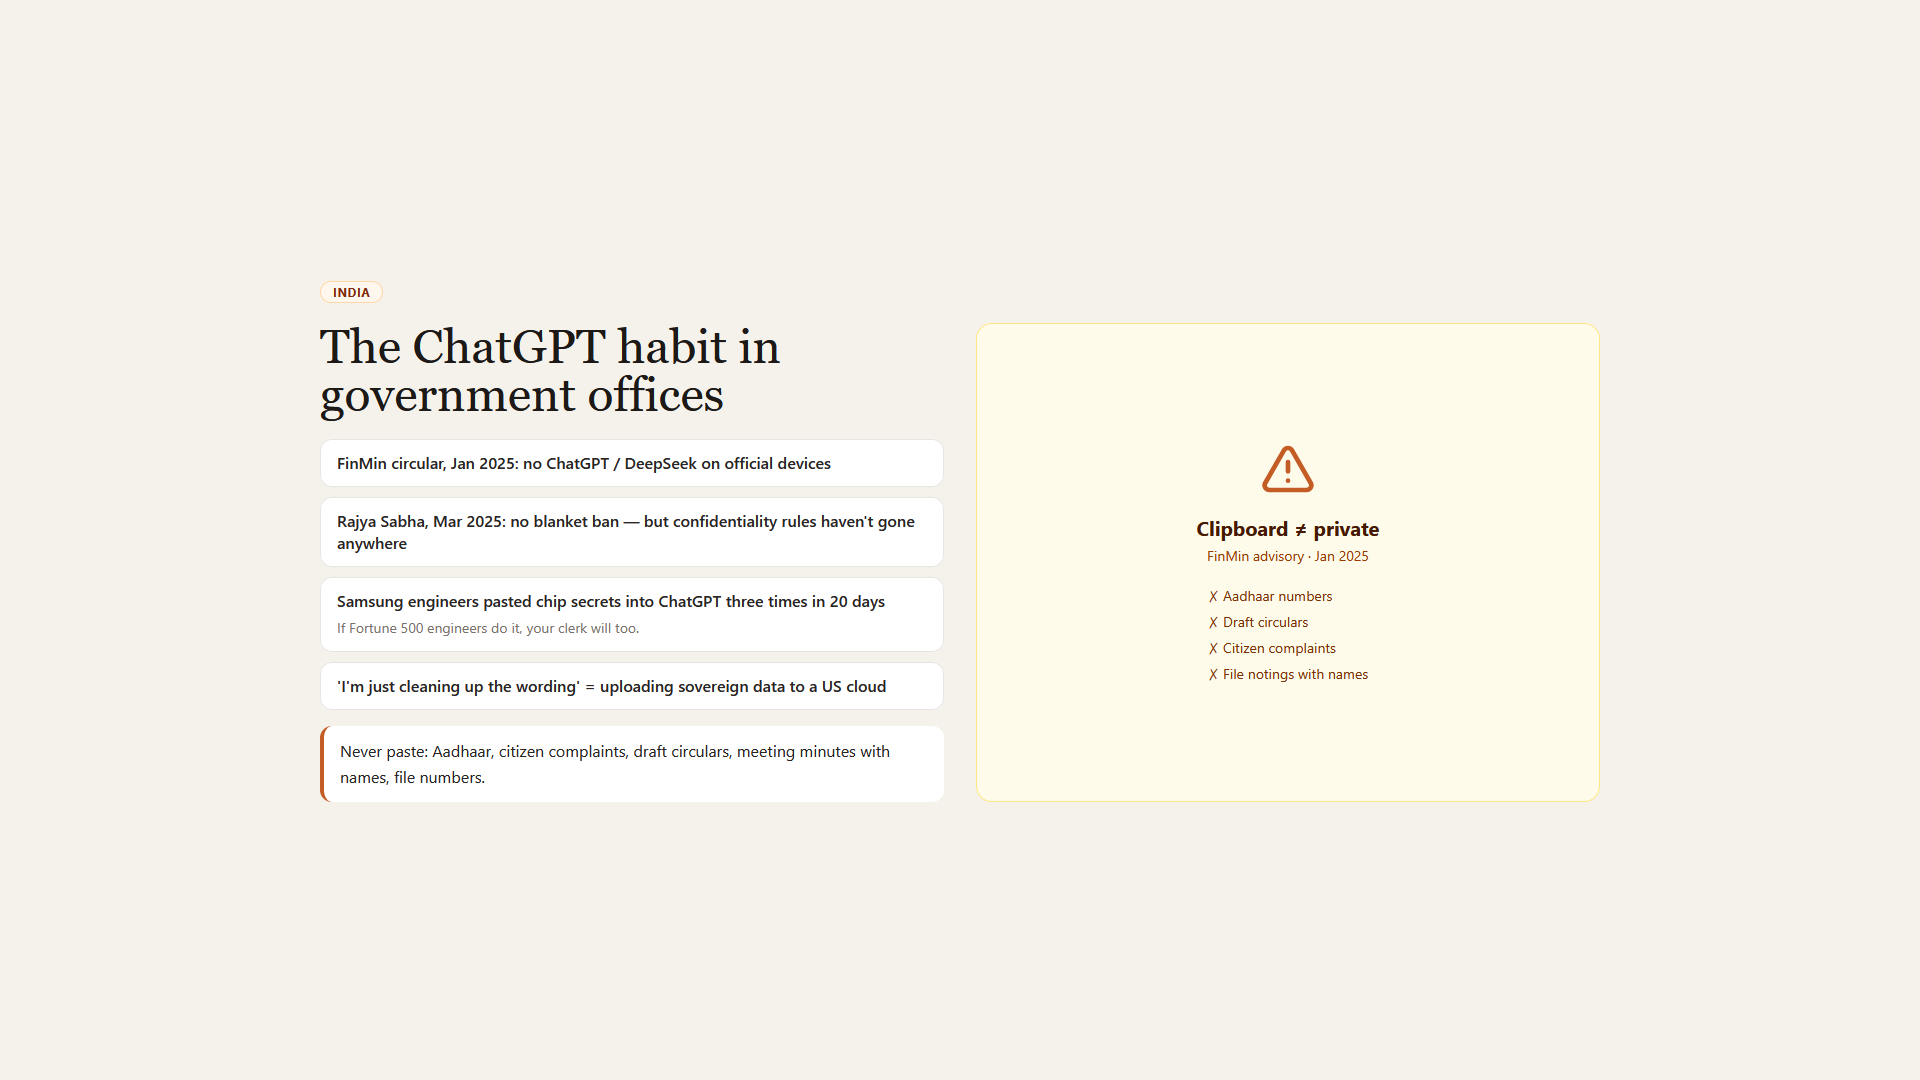 INDIA
The ChatGPT habit in
government offices
FinMin circular, Jan 2025: no ChatGPT / DeepSeek on official devices
Rajya Sabha, Mar 2025: no blanket ban — but confidentiality rules haven't gone
anywhere
Samsung engineers pasted chip secrets into ChatGPT three times in 20 days
If Fortune 500 engineers do it, your clerk will too.
'I'm just cleaning up the wording' = uploading sovereign data to a US cloud
Never paste: Aadhaar, citizen complaints, draft circulars, meeting minutes with
names, file numbers.
Clipboard ≠ private
FinMin advisory · Jan 2025
✗ Aadhaar numbers
✗ Draft circulars
✗ Citizen complaints
✗ File notings with names